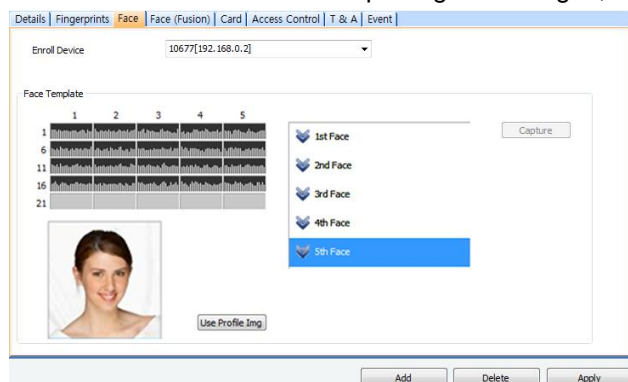 Details | Fingerprints | Face | Face (Fusion) | Card | Access Control | T & A | Event |
Enroll Device 10677[192.168.0.2]
Face Template
1 2 3 4 5
1
6
11
16
21
1st Face
2nd Face
3rd Face
4th Face
5th Face
Capture
Use Profile Img
Add Delete Apply